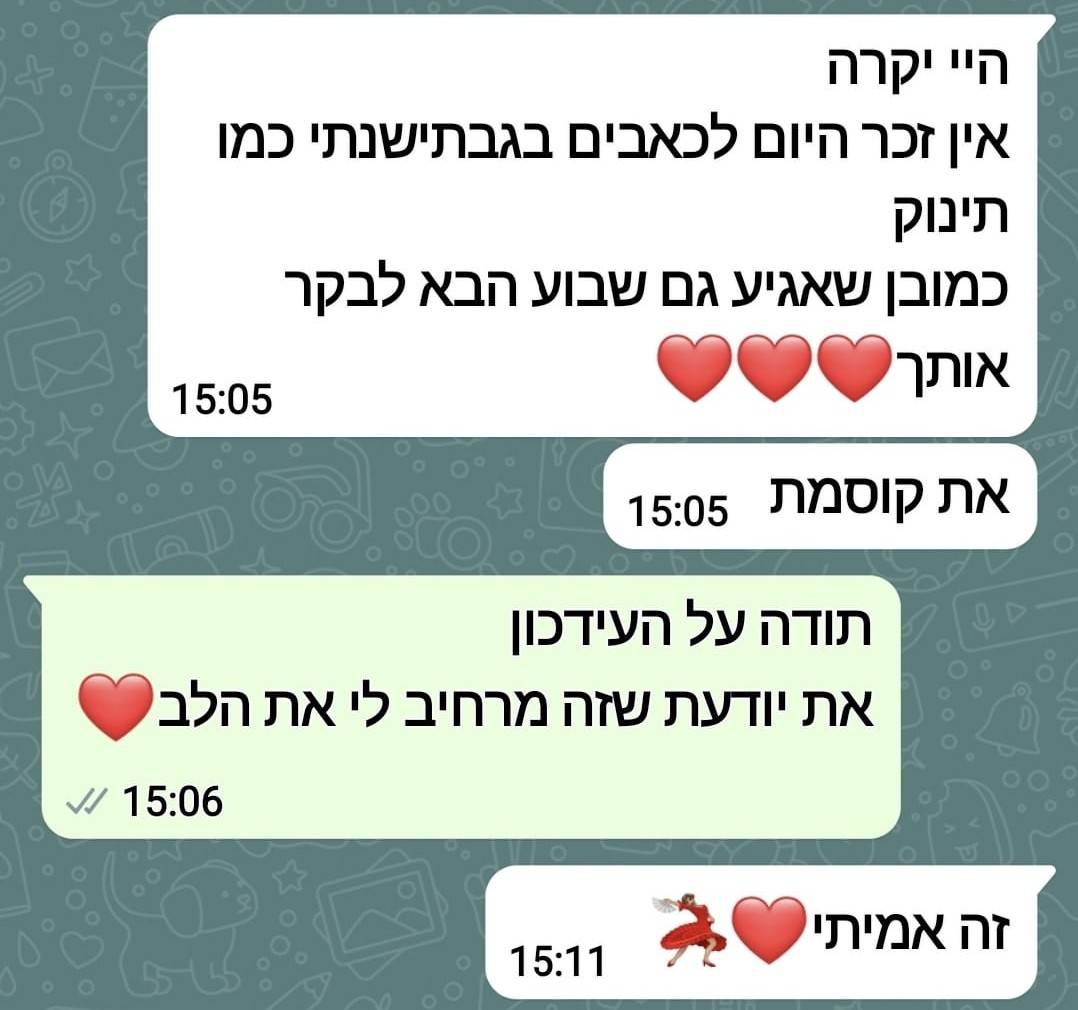 היי יקרה
אין זכר היום לכאבים בגבתישנתי כמו
תינוק
כמובן שאגיע גם שבוע הבא לבקר
אותך❤️❤️❤️
15:05
את קוסמת
15:05
תודה על העידכון
את יודעת שזה מרחיב לי את הלב❤️
15:06
זה אמיתי❤️💃
15:11